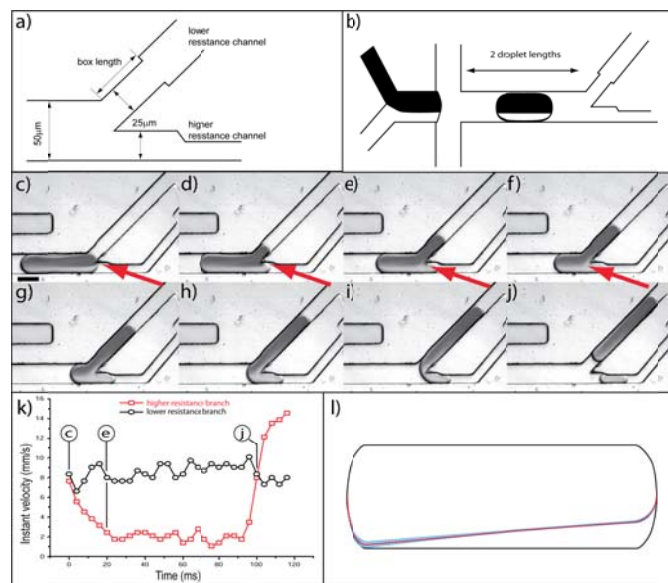 a)
lower
resstance channel
box length
25µm
50µm
higher
resstance channel
b)
2 droplet lengths
c)
d)
e)
f)
g)
h)
i)
j)
k)
higher resistance branch
lower resistance branch
c
e
j
16
14
12
10
8
6
4
2
0
Instant velocity (mm/s)
0
20
40
60
80
100
120
Time (ms)
l)